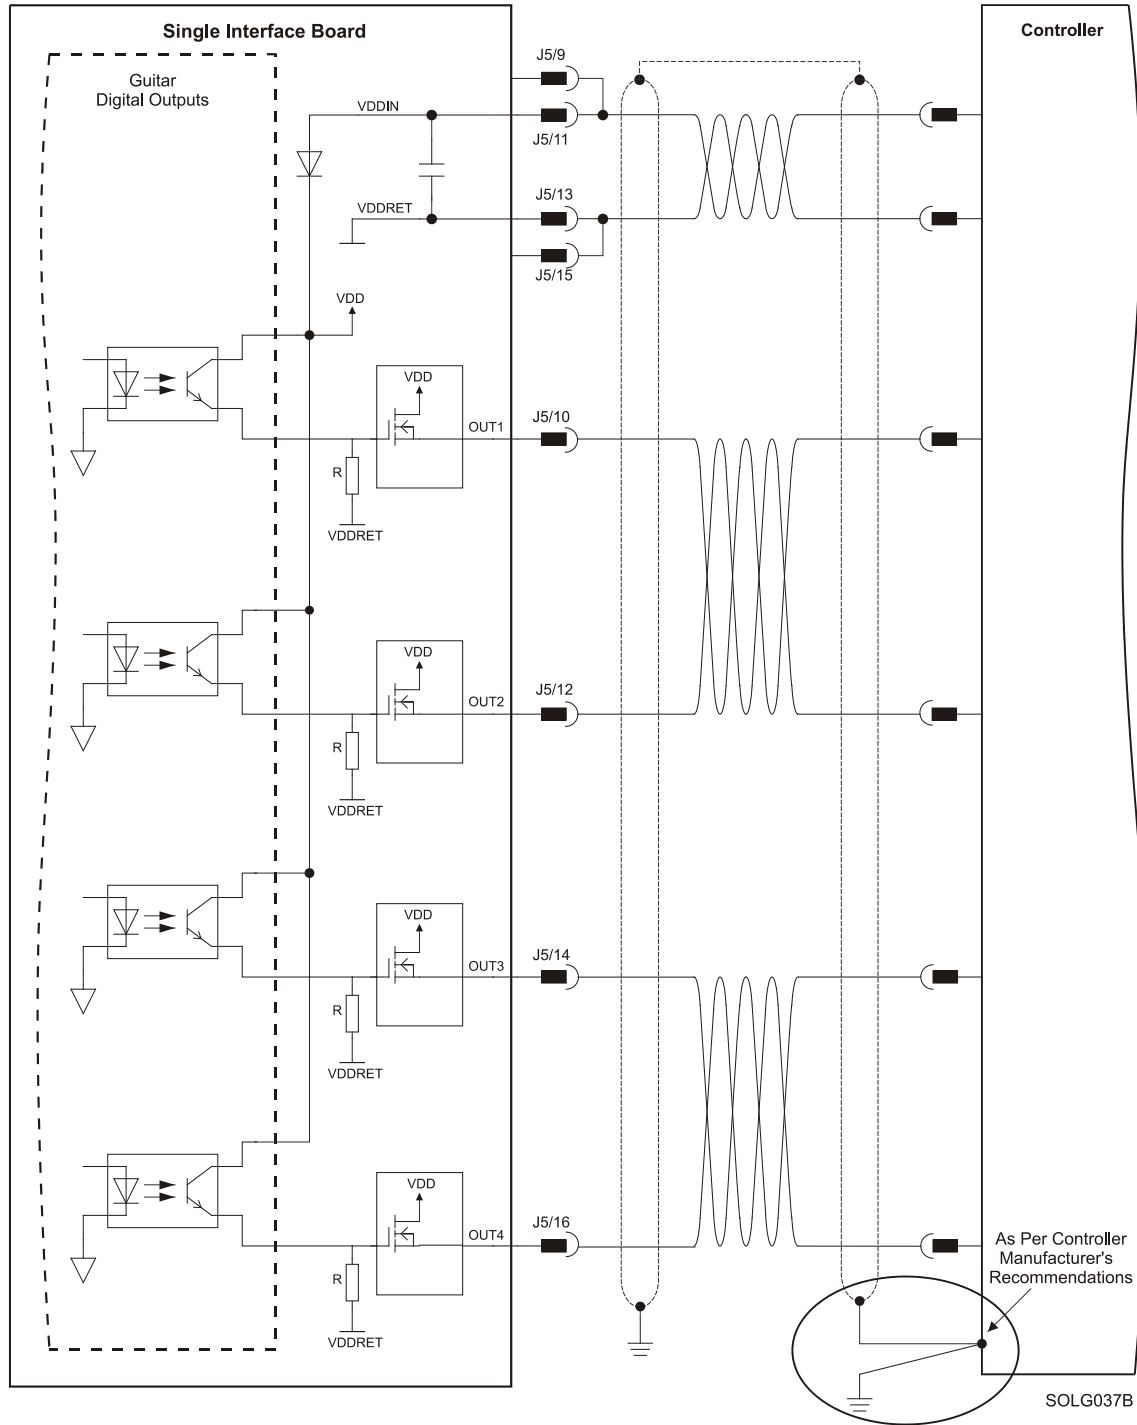 Single Interface Board
Controller
Guitar
Digital Outputs
J5/9
VDDIN
J5/11
J5/13
VDDRET
J5/15
VDD
VDD
J5/10
OUT1
R
VDDRET
VDD
J5/12
OUT2
R
VDDRET
VDD
J5/14
OUT3
R
VDDRET
VDD
J5/16
OUT4
R
VDDRET
As Per Controller
Manufacturer's
Recommendations
SOLG037B